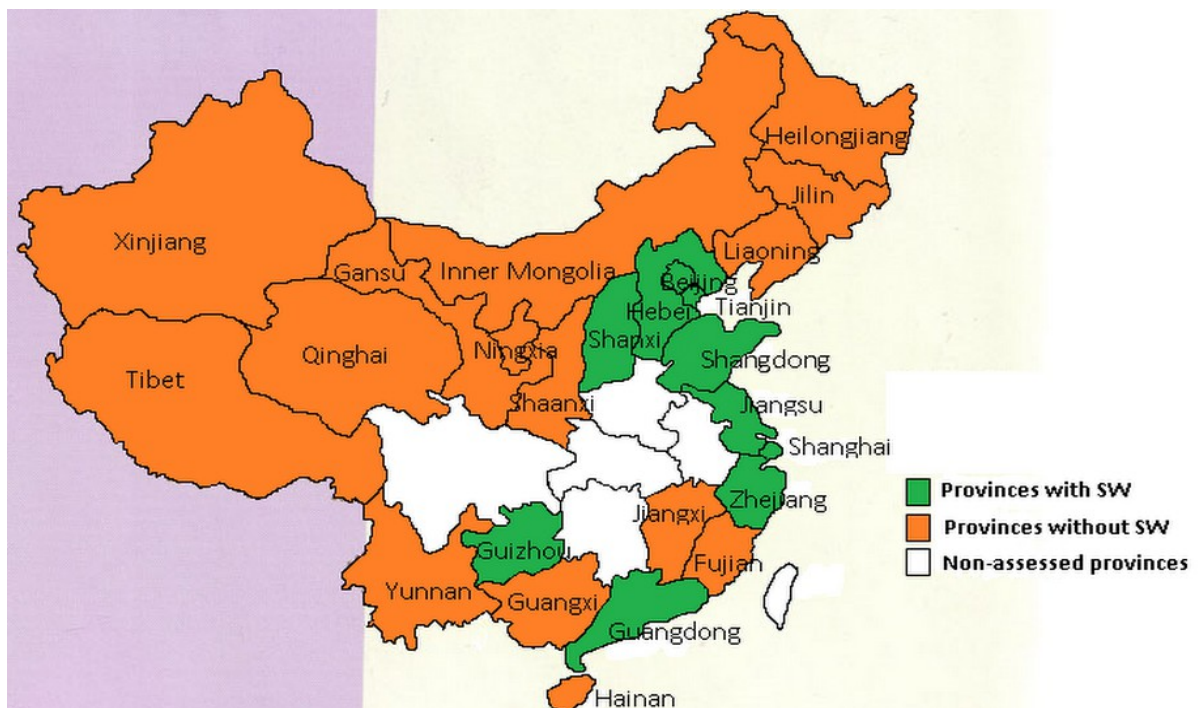 Heilongjiang
Jilin
Liaoning
Xinjiang
Gansu
Inner Mongolia
Beijing
Tianjin
Hebei
Shanxi
Ningxia
Qinghai
Tibet
Shangdong
Shaanxi
Jiangsu
Shanghai
Zhejiang
Jiangxi
Guizhou
Fujian
Yunnan
Guangxi
Guangdong
Hainan
Provinces with SW
Provinces without SW
Non-assessed provinces